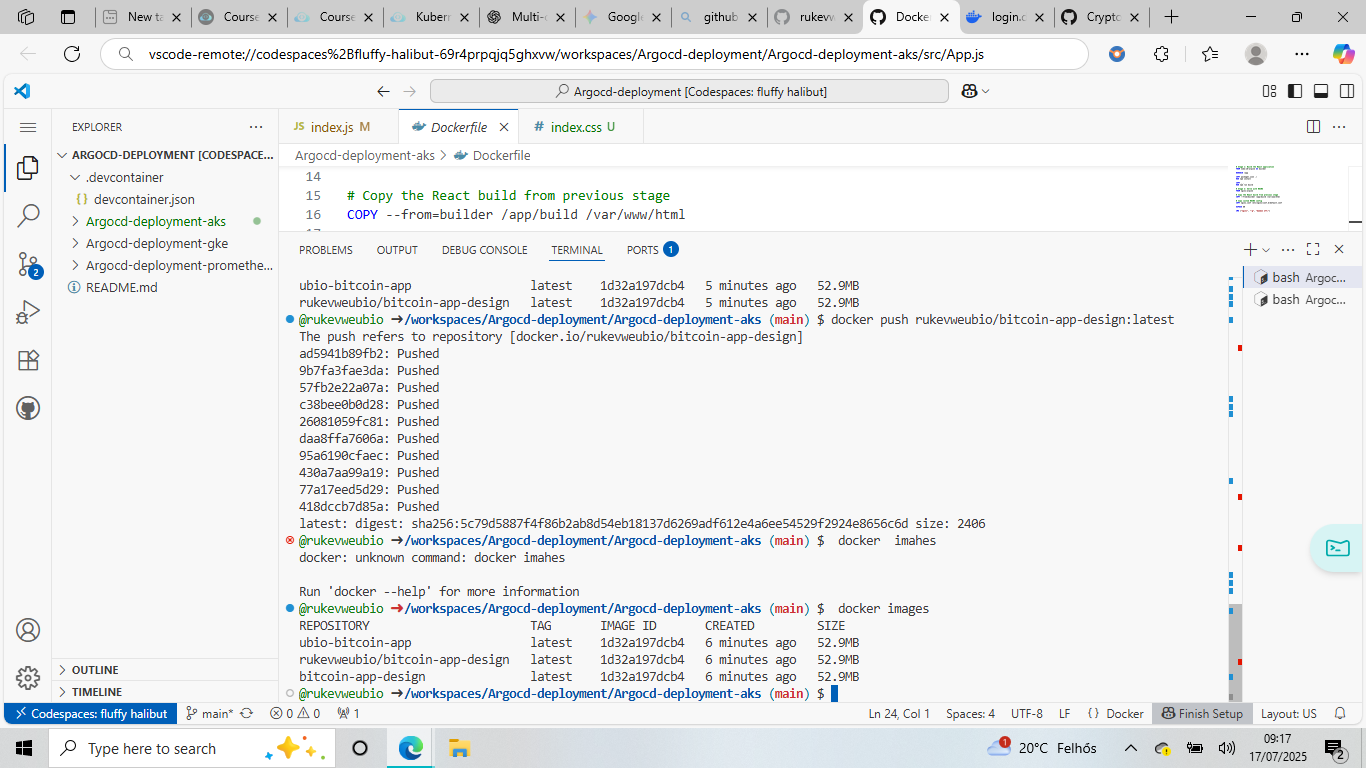 New ta
Course
Course
Kuberr
Multi-c
Google
github
rukevw
Docker
login.c
Crypto
vscode-remote://codespaces%2Bfluffy-halibut-69r4prpqjq5ghxvw/workspaces/Argocd-deployment/Argocd-deployment-aks/src/App.js
Argocd-deployment [Codespaces: fluffy halibut]
EXPLORER
ARGOCD-DEPLOYMENT [CODESPACE...
.devcontainer
{} devcontainer.json
Argocd-deployment-aks
Argocd-deployment-gke
Argocd-deployment-promethe...
README.md
OUTLINE
TIMELINE
JS index.js M
Dockerfile
# index.css U
Argocd-deployment-aks > Dockerfile
14
15 # Copy the React build from previous stage
16 COPY --from=builder /app/build /var/www/html
PROBLEMS OUTPUT DEBUG CONSOLE TERMINAL PORTS 1
ubio-bitcoin-app latest 1d32a197dcb4 5 minutes ago 52.9MB
rukevweubio/bitcoin-app-design latest 1d32a197dcb4 5 minutes ago 52.9MB
@rukevweubio ➜/workspaces/Argocd-deployment/Argocd-deployment-aks (main) $ docker push rukevweubio/bitcoin-app-design:latest
The push refers to repository [docker.io/rukevweubio/bitcoin-app-design]
ad5941b89fb2: Pushed
9b7fa3fae3da: Pushed
57fb2e22a07a: Pushed
c38bee0b0d28: Pushed
26081059fc81: Pushed
daa8ffa7606a: Pushed
95a6190cfaec: Pushed
430a7aa99a19: Pushed
77a17eed5d29: Pushed
418dccb7d85a: Pushed
latest: digest: sha256:5c79d5887f4f86b2ab8d54eb18137d6269adf612e4a6ee54529f2924e8656c6d size: 2406
@rukevweubio ➜/workspaces/Argocd-deployment/Argocd-deployment-aks (main) $  docker  imahes
docker: unknown command: docker imahes
Run 'docker --help' for more information
@rukevweubio ➜/workspaces/Argocd-deployment/Argocd-deployment-aks (main) $  docker images
REPOSITORY TAG IMAGE ID CREATED SIZE
ubio-bitcoin-app latest 1d32a197dcb4 6 minutes ago 52.9MB
rukevweubio/bitcoin-app-design latest 1d32a197dcb4 6 minutes ago 52.9MB
bitcoin-app-design latest 1d32a197dcb4 6 minutes ago 52.9MB
@rukevweubio ➜/workspaces/Argocd-deployment/Argocd-deployment-aks (main) $
bash Argoc...
bash Argoc...
2
Codespaces: fluffy halibut main* 0 0 1 Ln 24, Col 1 Spaces: 4 UTF-8 LF {} Docker Finish Setup Layout: US
Type here to search
1
20°C Felhős
09:17
17/07/2025
2